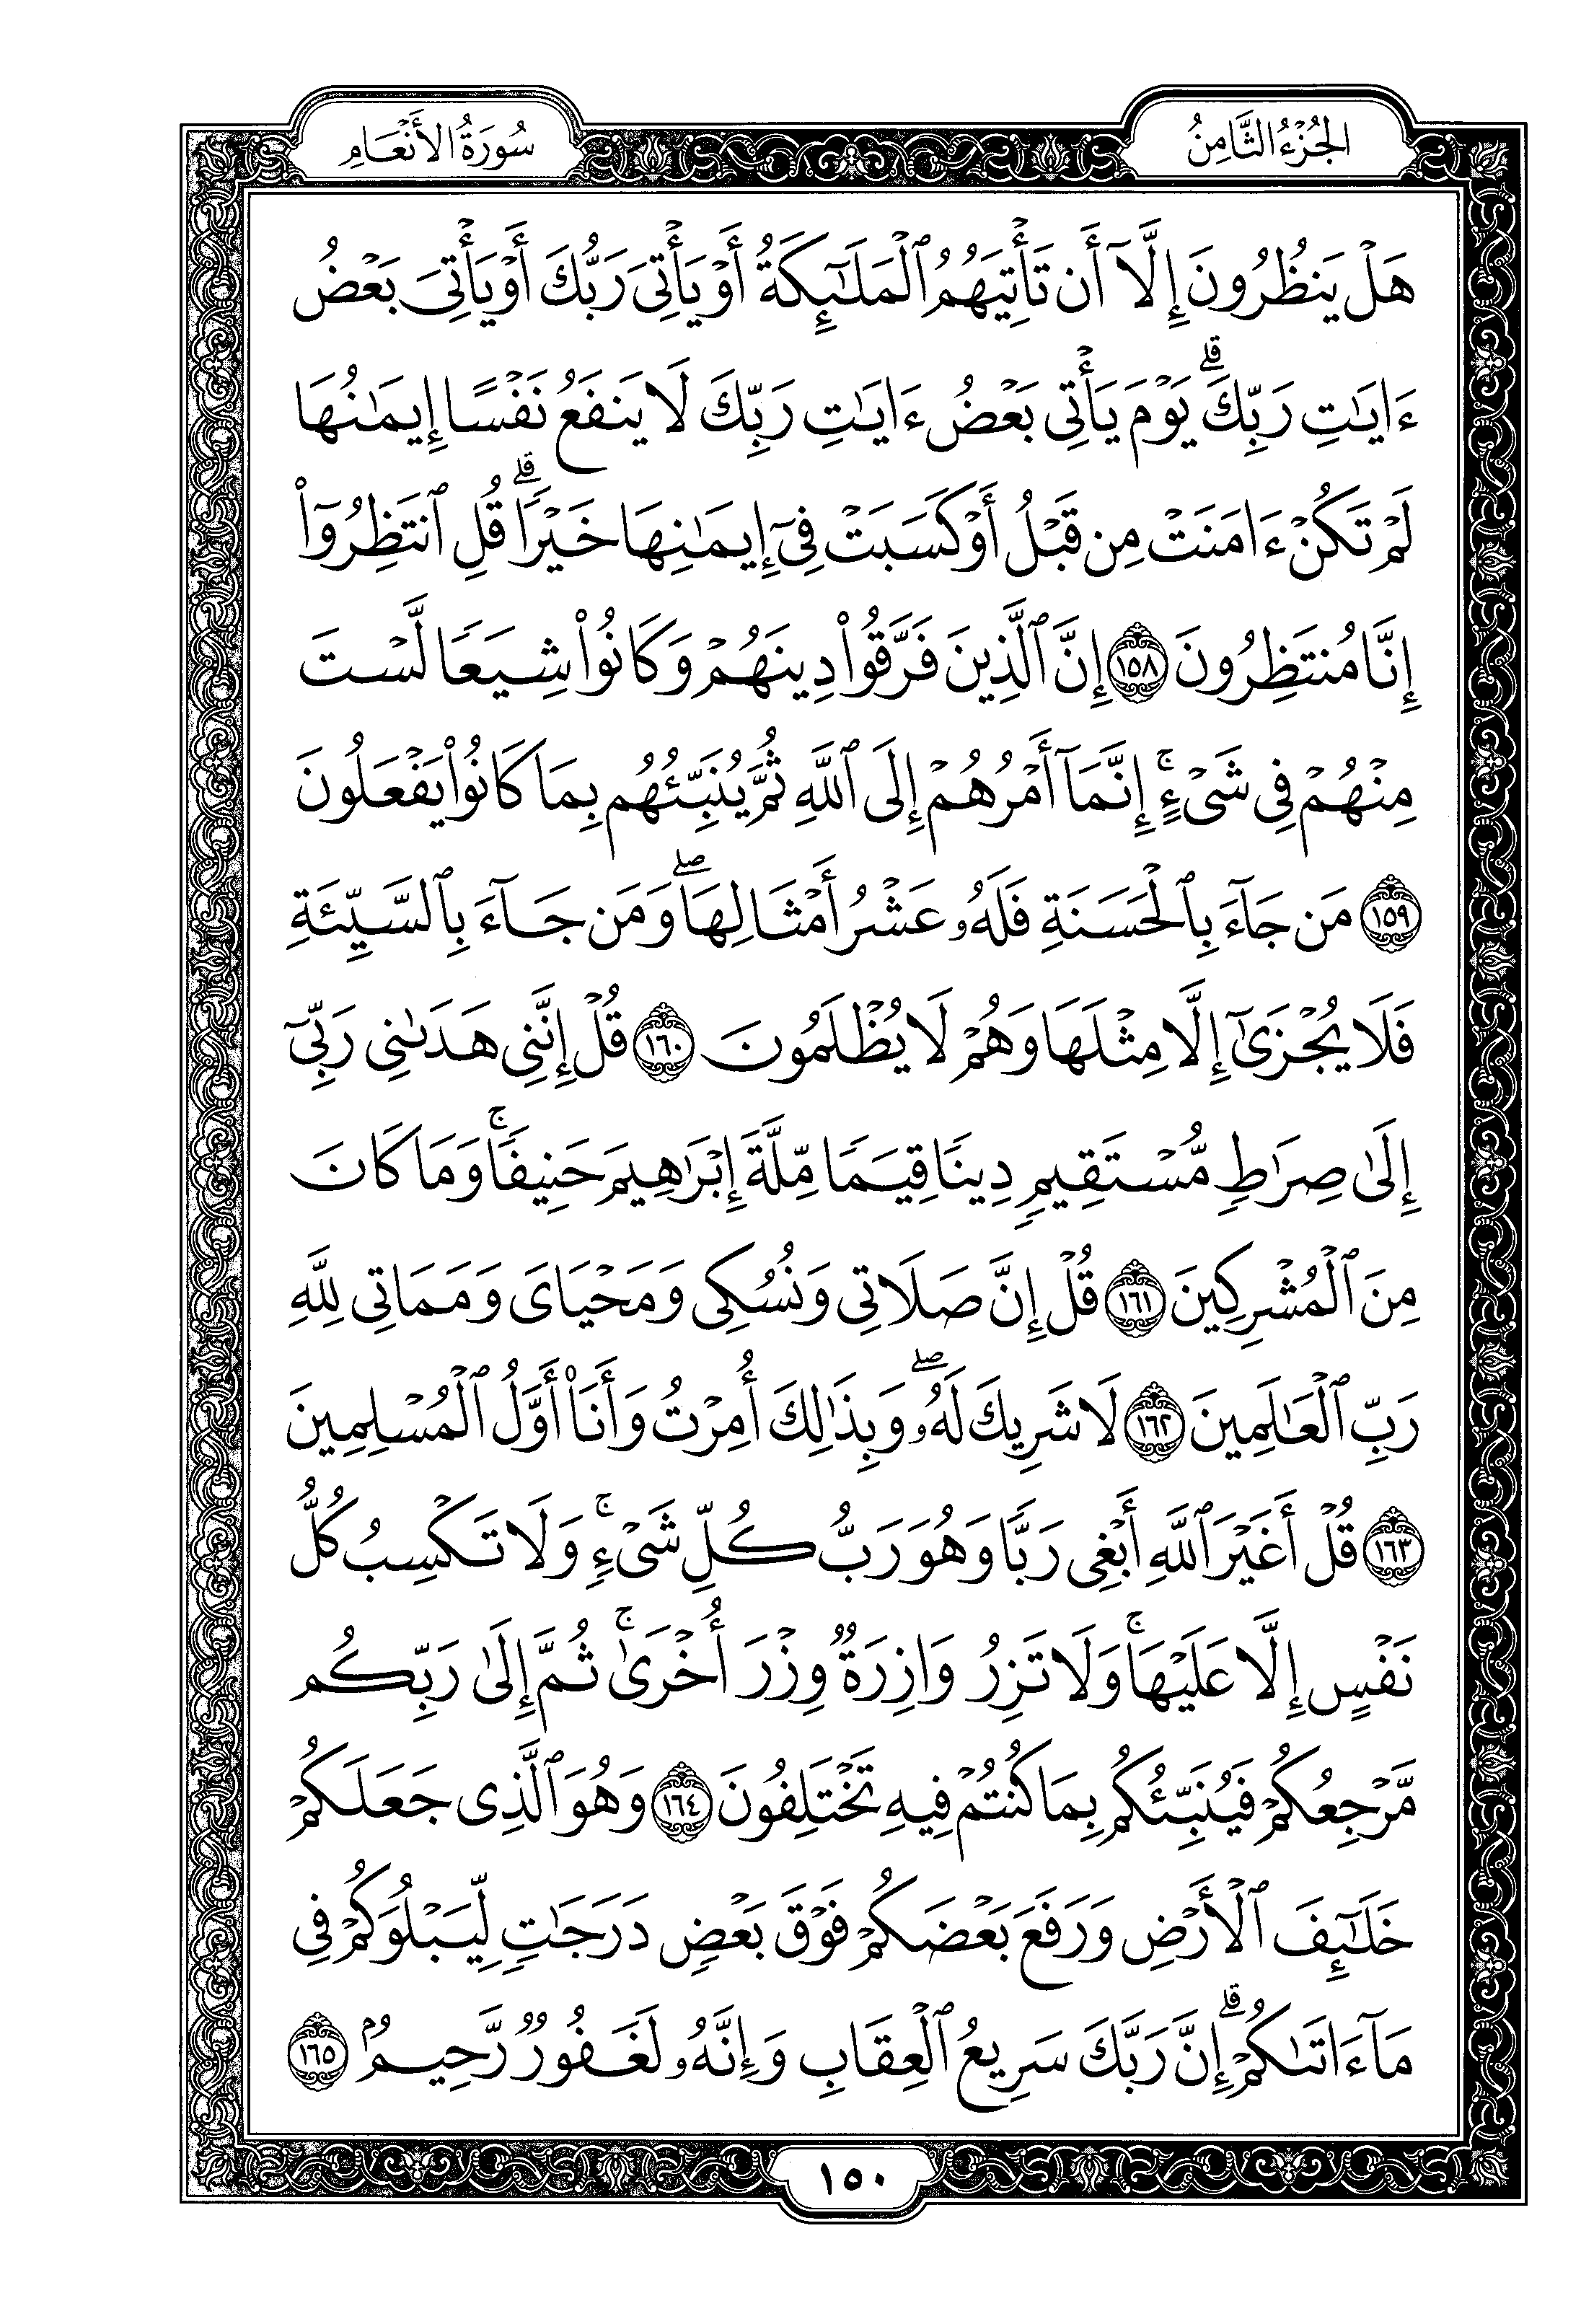 الجُزْءُ الثَّامِنُ
سُورَةُ الأَنْعَامِ
هَلْ يَنظُرُونَ إِلَّآ أَن تَأْتِيَهُمُ ٱلْمَلَـٰٓئِكَةُ أَوْ يَأْتِىَ رَبُّكَ أَوْ يَأْتِىَ بَعْضُ
ءَايَـٰتِ رَبِّكَ ۗ يَوْمَ يَأْتِى بَعْضُ ءَايَـٰتِ رَبِّكَ لَا يَنفَعُ نَفْسًا إِيمَـٰنُهَا
لَمْ تَكُنْ ءَامَنَتْ مِن قَبْلُ أَوْ كَسَبَتْ فِىٓ إِيمَـٰنِهَا خَيْرًا ۗ قُلِ ٱنتَظِرُوٓا۟
إِنَّا مُنتَظِرُونَ ١٥٨ إِنَّ ٱلَّذِينَ فَرَّقُوا۟ دِينَهُمْ وَكَانُوا۟ شِيَعًا لَّسْتَ
مِنْهُمْ فِى شَىْءٍ ۚ إِنَّمَآ أَمْرُهُمْ إِلَى ٱللَّهِ ثُمَّ يُنَبِّئُهُم بِمَا كَانُوا۟ يَفْعَلُونَ
١٥٩ مَن جَآءَ بِٱلْحَسَنَةِ فَلَهُۥ عَشْرُ أَمْثَالِهَا ۖ وَمَن جَآءَ بِٱلسَّيِّئَةِ
فَلَا يُجْزَىٰٓ إِلَّا مِثْلَهَا وَهُمْ لَا يُظْلَمُونَ ١٦٠ قُلْ إِنَّنِى هَدَىٰنِى رَبِّىٓ
إِلَىٰ صِرَٰطٍ مُّسْتَقِيمٍ دِينًا قِيَمًا مِّلَّةَ إِبْرَٰهِيمَ حَنِيفًا ۚ وَمَا كَانَ
مِنَ ٱلْمُشْرِكِينَ ١٦١ قُلْ إِنَّ صَلَاتِى وَنُسُكِى وَمَحْيَاىَ وَمَمَاتِى لِلَّهِ
رَبِّ ٱلْعَـٰلَمِينَ ١٦٢ لَا شَرِيكَ لَهُۥ ۖ وَبِذَٰلِكَ أُمِرْتُ وَأَنَا۠ أَوَّلُ ٱلْمُسْلِمِينَ
١٦٣ قُلْ أَغَيْرَ ٱللَّهِ أَبْغِى رَبًّا وَهُوَ رَبُّ كُلِّ شَىْءٍ ۚ وَلَا تَكْسِبُ كُلُّ
نَفْسٍ إِلَّا عَلَيْهَا ۚ وَلَا تَزِرُ وَازِرَةٌ وِزْرَ أُخْرَىٰ ۚ ثُمَّ إِلَىٰ رَبِّكُم
مَّرْجِعُكُمْ فَيُنَبِّئُكُم بِمَا كُنتُمْ فِيهِ تَخْتَلِفُونَ ١٦٤ وَهُوَ ٱلَّذِى جَعَلَكُمْ
خَلَـٰٓئِفَ ٱلْأَرْضِ وَرَفَعَ بَعْضَكُمْ فَوْقَ بَعْضٍ دَرَجَـٰتٍ لِّيَبْلُوَكُمْ فِى
مَآ ءَاتَىٰكُمْ ۗ إِنَّ رَبَّكَ سَرِيعُ ٱلْعِقَابِ وَإِنَّهُۥ لَغَفُورٌ رَّحِيمٌۢ ١٦٥
١٥٠